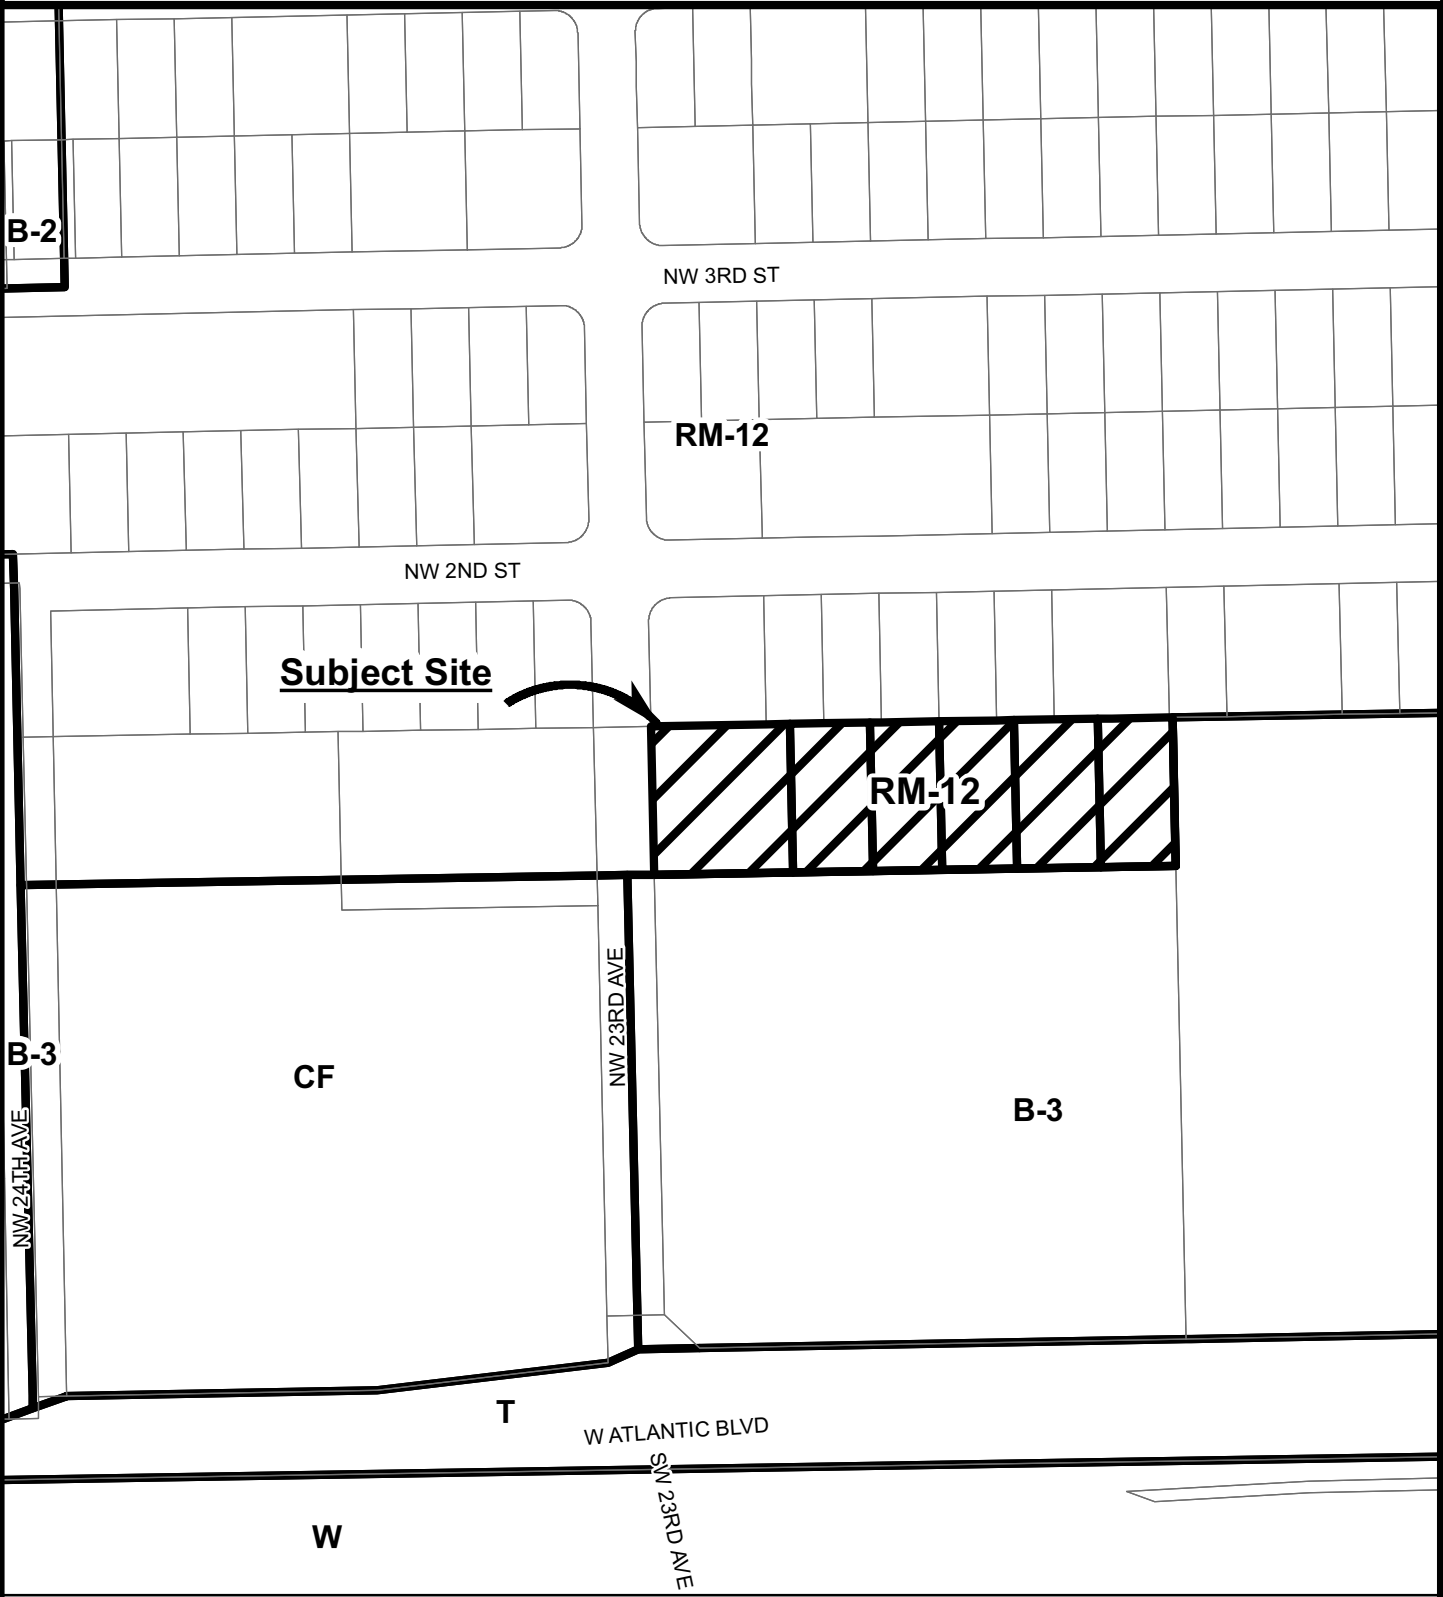 B-2
NW 3RD ST
RM-12
NW 2ND ST
Subject Site
RM-12
NW 23RD AVE
B-3
CF
B-3
NW 24TH AVE
T
W ATLANTIC BLVD
SW 23RD AVE
W